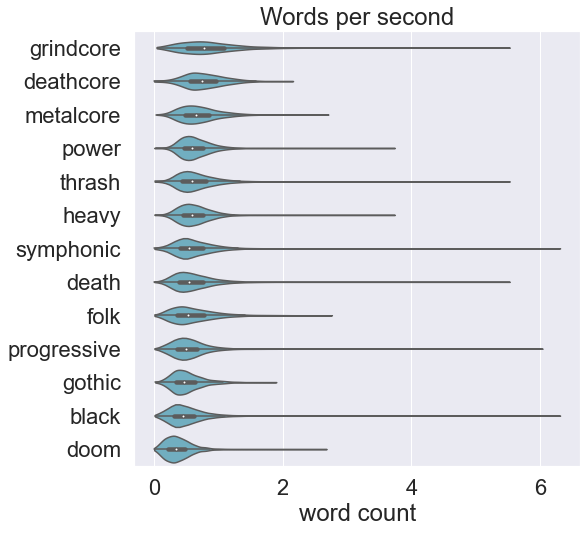 Words per second
grindcore
deathcore
metalcore
power
thrash
heavy
symphonic
death
folk
progressive
gothic
black
doom
0 2 4 6
word count